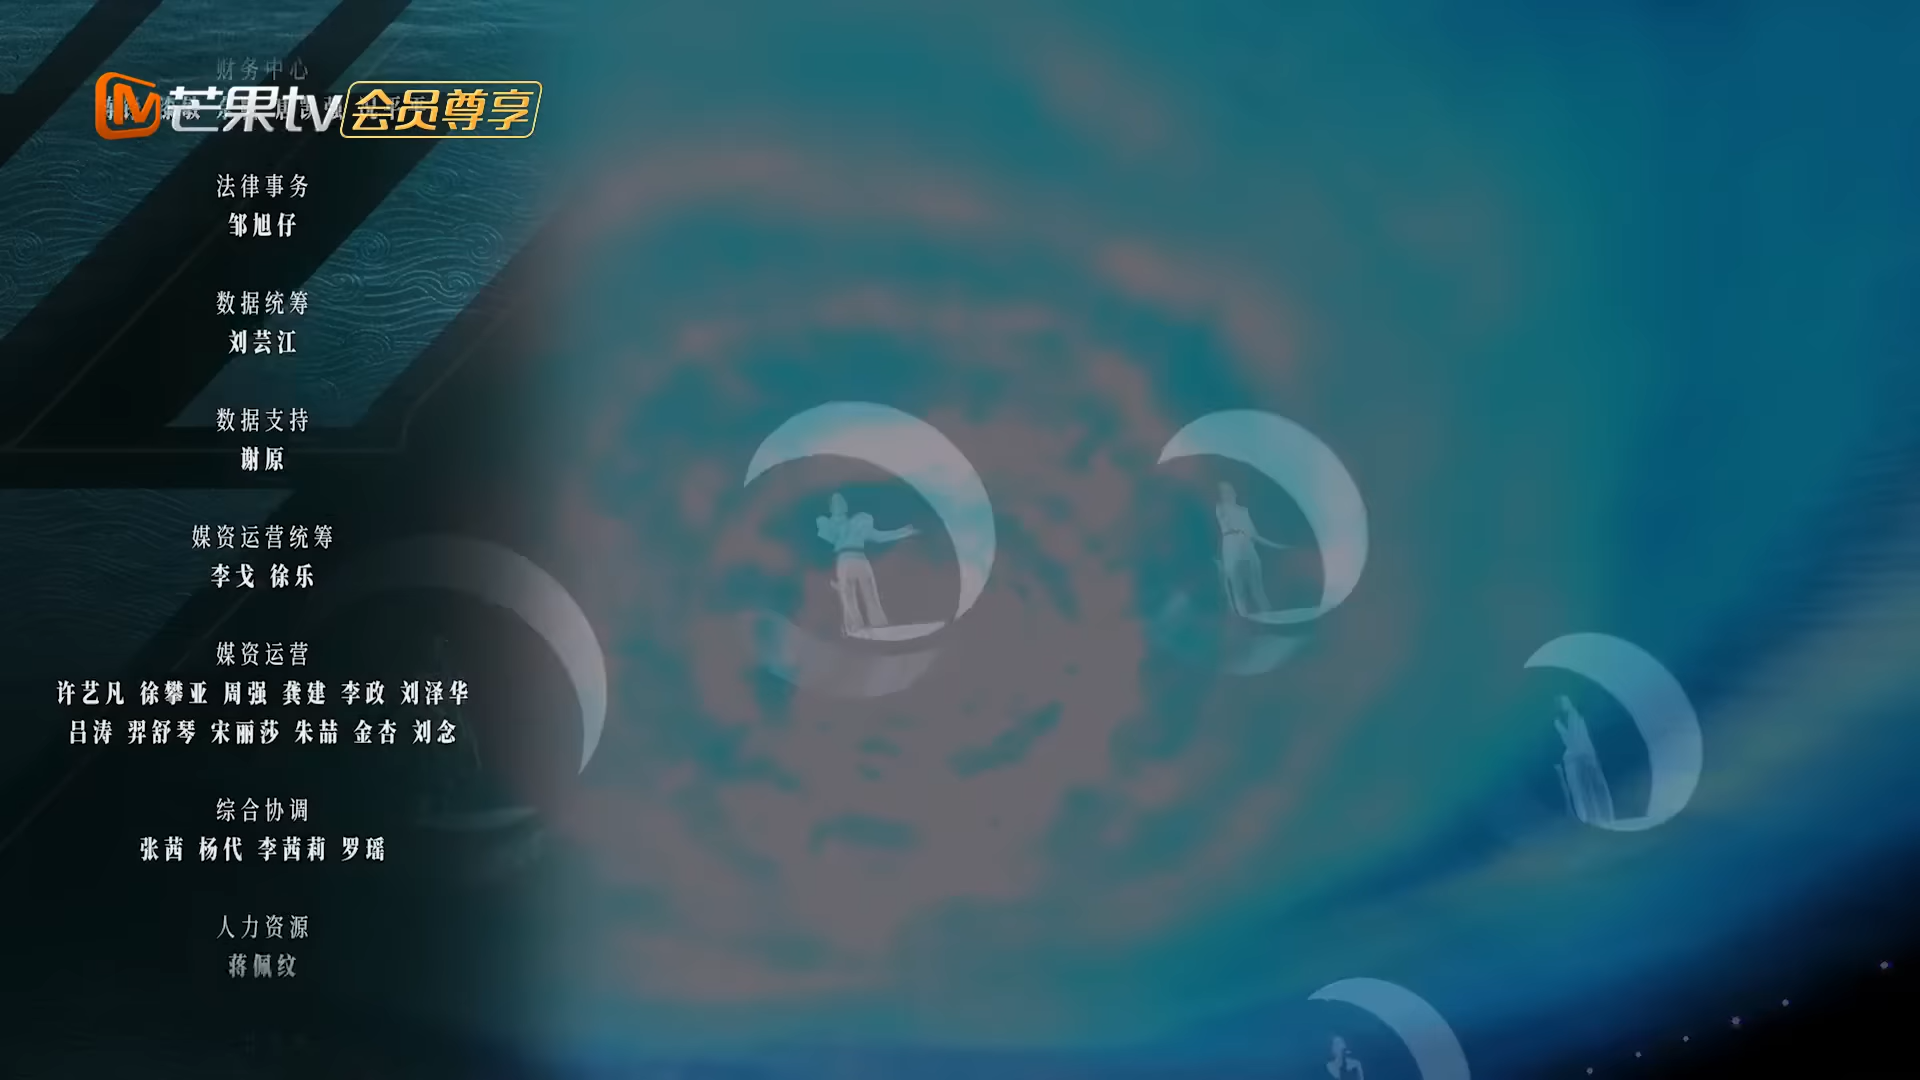 财务中心
芒果tv 会员尊享
法律事务
邹旭仔
数据统筹
刘芸江
数据支持
谢原
媒资运营统筹
李戈 徐乐
媒资运营
许艺凡 徐攀亚 周强 龚建 李政 刘泽华
吕涛 羿舒琴 宋丽莎 朱喆 金杏 刘念
综合协调
张茜 杨代 李茜莉 罗瑶
人力资源
蒋佩纹